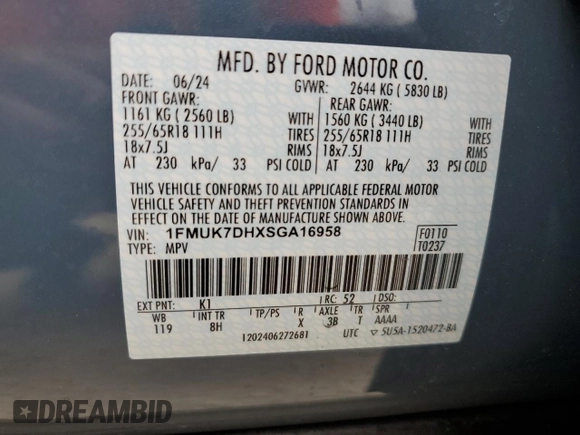 MFD. BY FORD MOTOR CO.
DATE: 06/24 GVWR: 2644 KG ( 5830 LB)
FRONT GAWR: REAR GAWR:
1161 KG ( 2560 LB) WITH 1560 KG ( 3440 LB) WITH
255/65R18 111H TIRES 255/65R18 111H TIRES
18x7.5J RIMS 18x7.5J RIMS
AT 230 kPa/ 33 PSI COLD AT 230 kPa/ 33 PSI COLD
THIS VEHICLE CONFORMS TO ALL APPLICABLE FEDERAL MOTOR
VEHICLE SAFETY AND THEFT PREVENTION STANDARDS IN
EFFECT ON THE DATE OF MANUFACTURE SHOWN ABOVE.
VIN: 1FMUK7DHXSGA16958 F0110
TYPE: MPV T0237
EXT PNT: K1 RC: 52 DSO:
WB INT TR TP/PS R AXLE TR SPR
119 8H X 3B T AAAA
1202406272681 UTC 5U5A-1520472-BA
DREAMBID